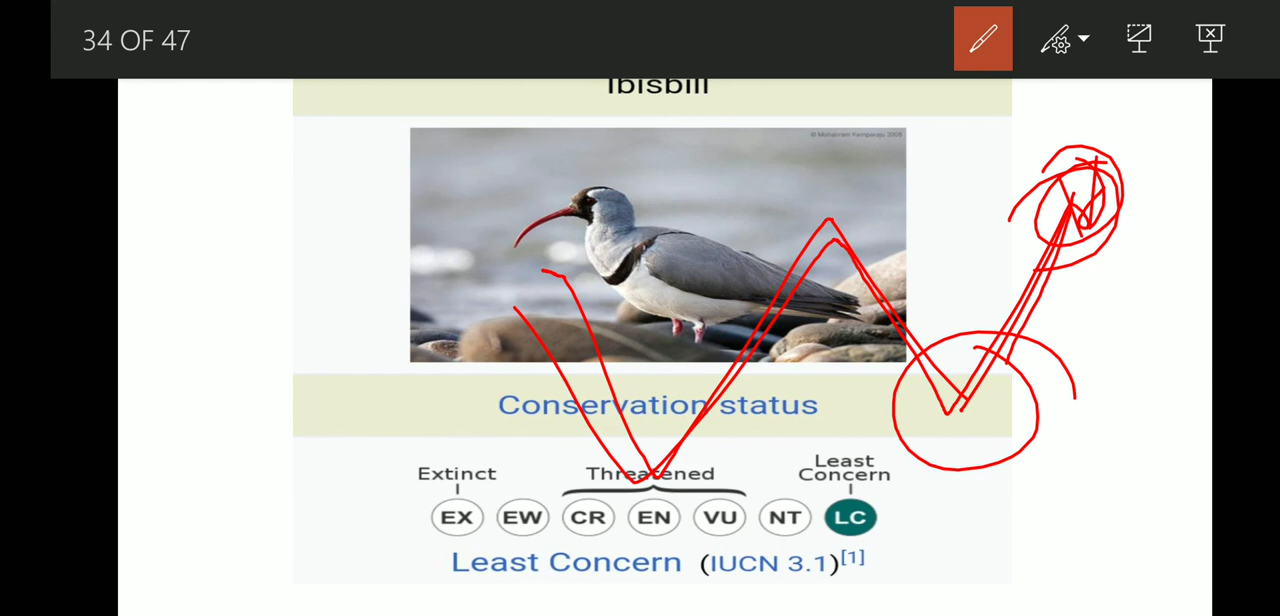 34 OF 47
Ibisbill
Conservation status
Extinct Threatened Least Concern
EX EW CR EN VU NT LC
Least Concern (IUCN 3.1)[1]